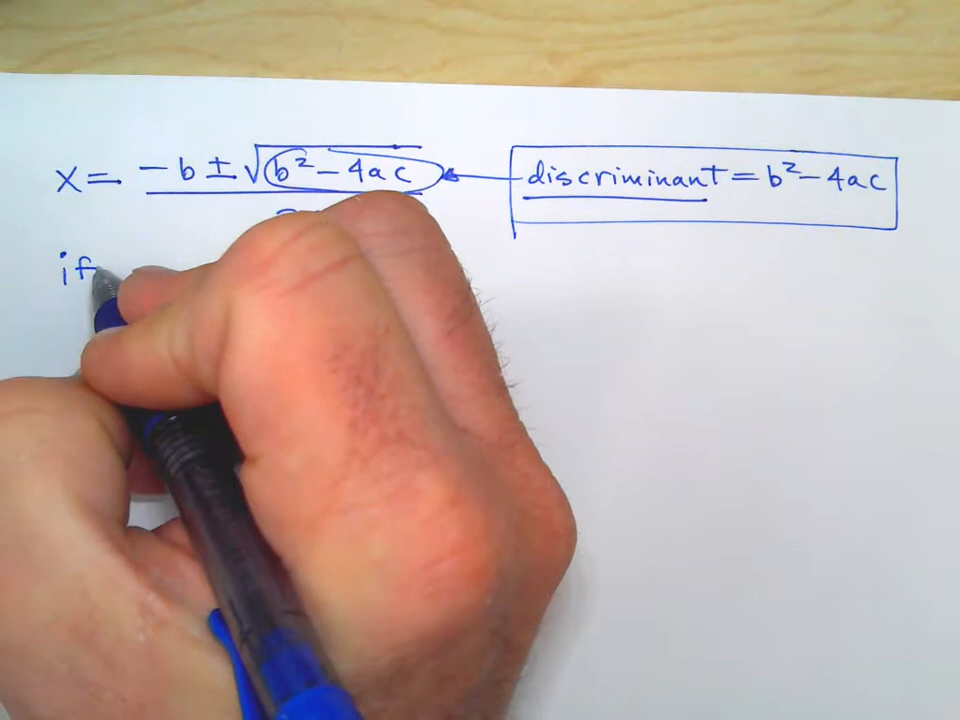 x = -b ± √b² - 4ac
discriminant = b² - 4ac
if